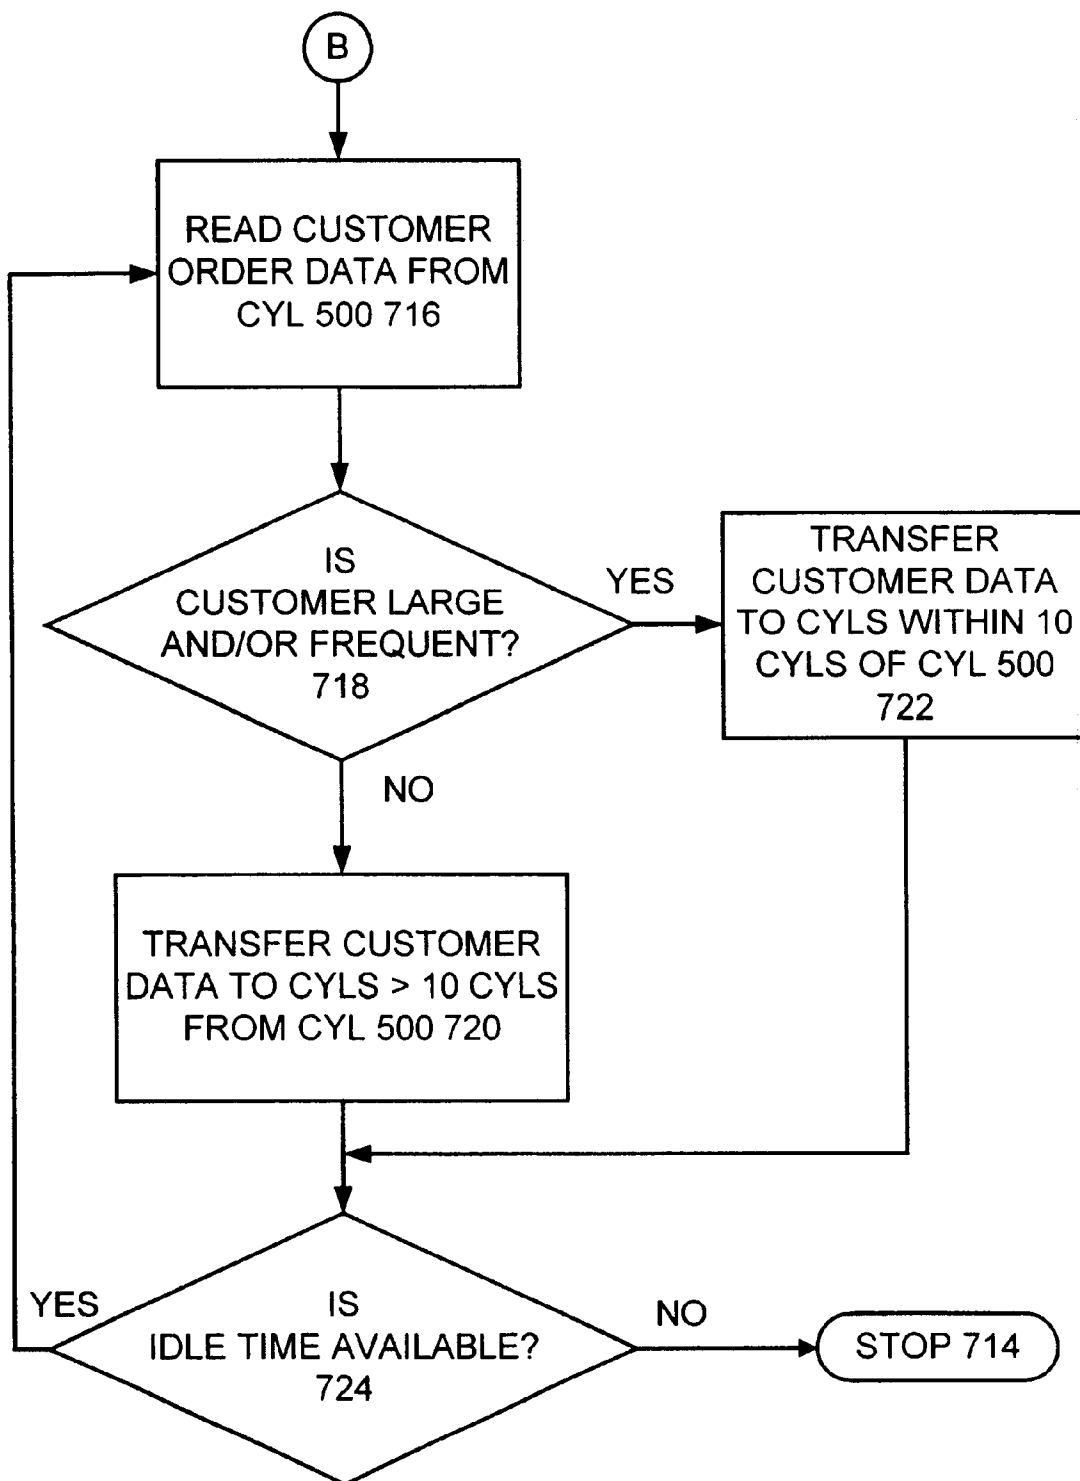 B
READ CUSTOMER
ORDER DATA FROM
CYL 500 716
IS
CUSTOMER LARGE
AND/OR FREQUENT?
718
YES
TRANSFER
CUSTOMER DATA
TO CYLS WITHIN 10
CYLS OF CYL 500
722
NO
TRANSFER CUSTOMER
DATA TO CYLS > 10 CYLS
FROM CYL 500 720
YES
IS
IDLE TIME AVAILABLE?
724
NO
STOP 714